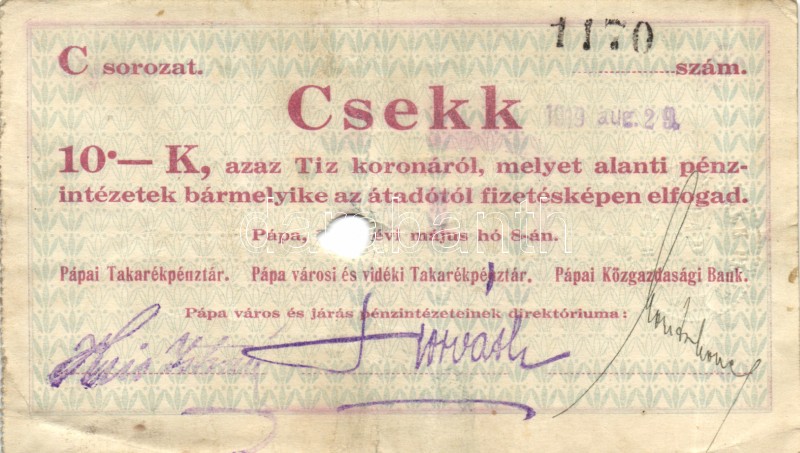 1170
C sorozat. szám.
Csekk
1919 aug. 29.
10·— K, azaz Tiz koronáról, melyet alanti pénz-
intézetek bármelyike az átadótól fizetésképen elfogad.
Pápa, évi május hó 8-án.
Pápai Takarékpénztár. Pápa városi és vidéki Takarékpénztár. Pápai Közgazdasági Bank.
Pápa város és járás pénzintézeteinek direktóriuma:
Horváth